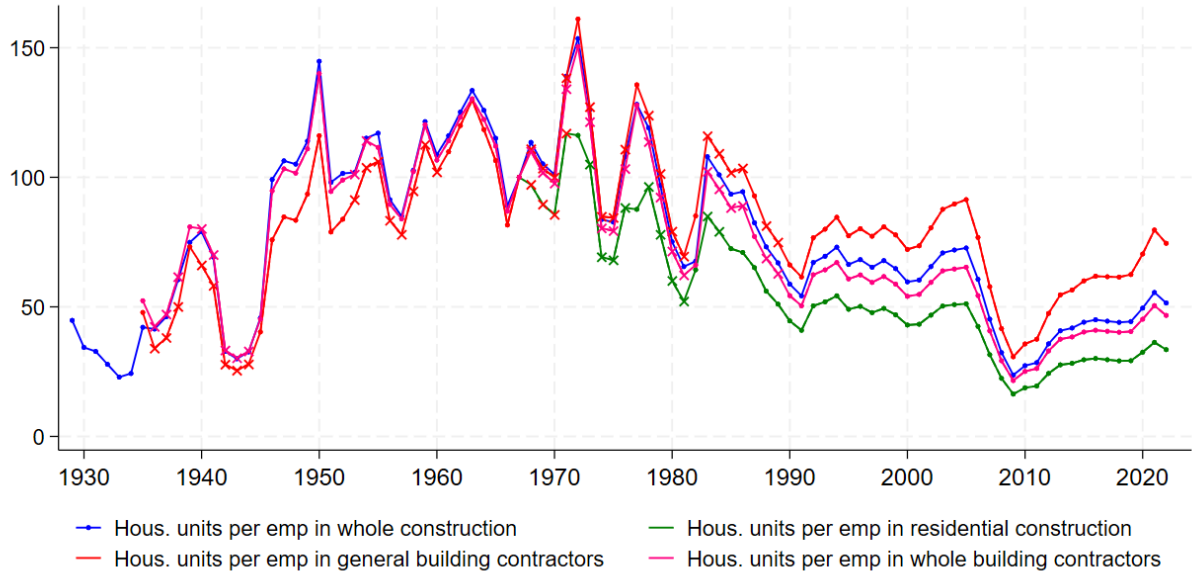 150
100
50
0
1930 1940 1950 1960 1970 1980 1990 2000 2010 2020
Hous. units per emp in whole construction Hous. units per emp in residential construction
Hous. units per emp in general building contractors Hous. units per emp in whole building contractors